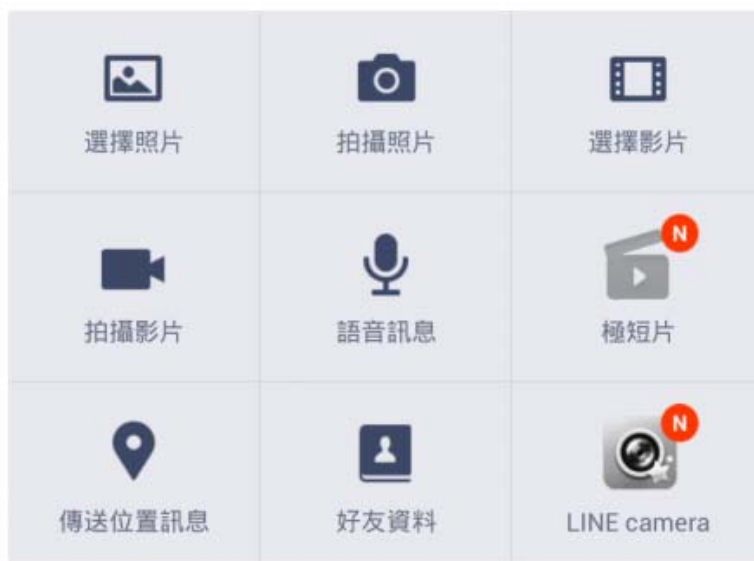 選擇照片
拍攝照片
選擇影片
N
拍攝影片
語音訊息
極短片
N
傳送位置訊息
好友資料
LINE camera